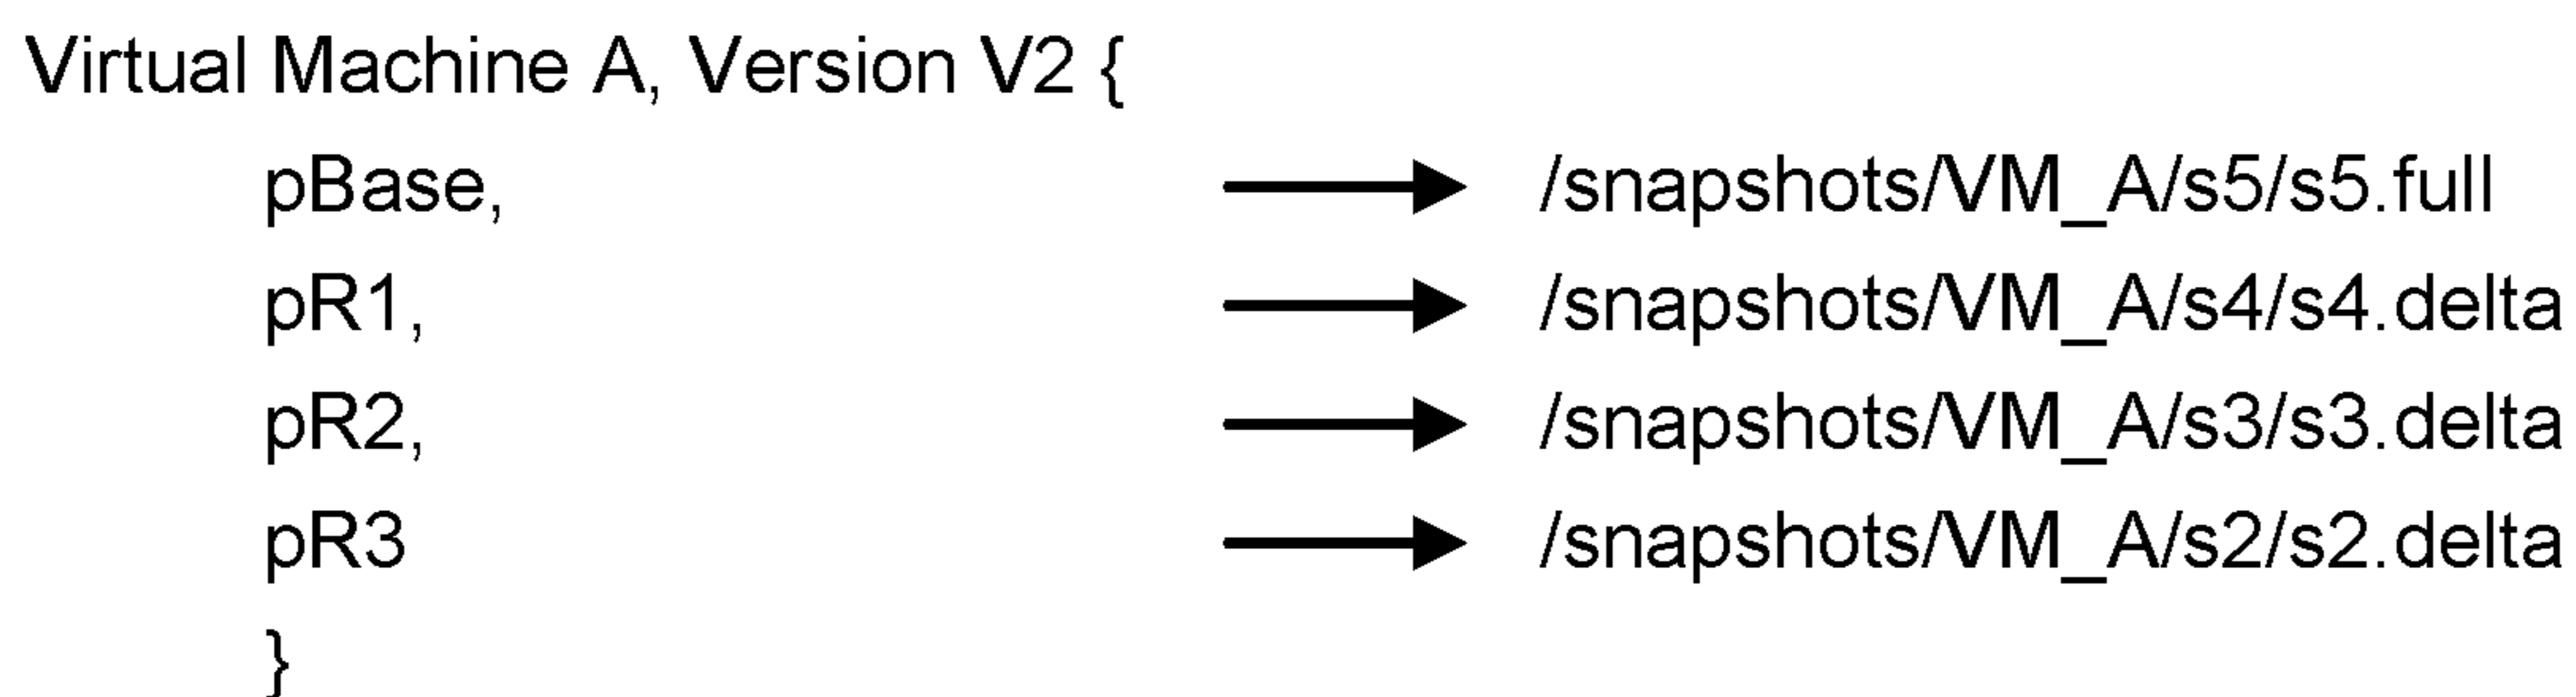 Virtual Machine A, Version V2 {
pBase, /snapshots/VM_A/s5/s5.full
pR1, /snapshots/VM_A/s4/s4.delta
pR2, /snapshots/VM_A/s3/s3.delta
pR3 /snapshots/VM_A/s2/s2.delta
}